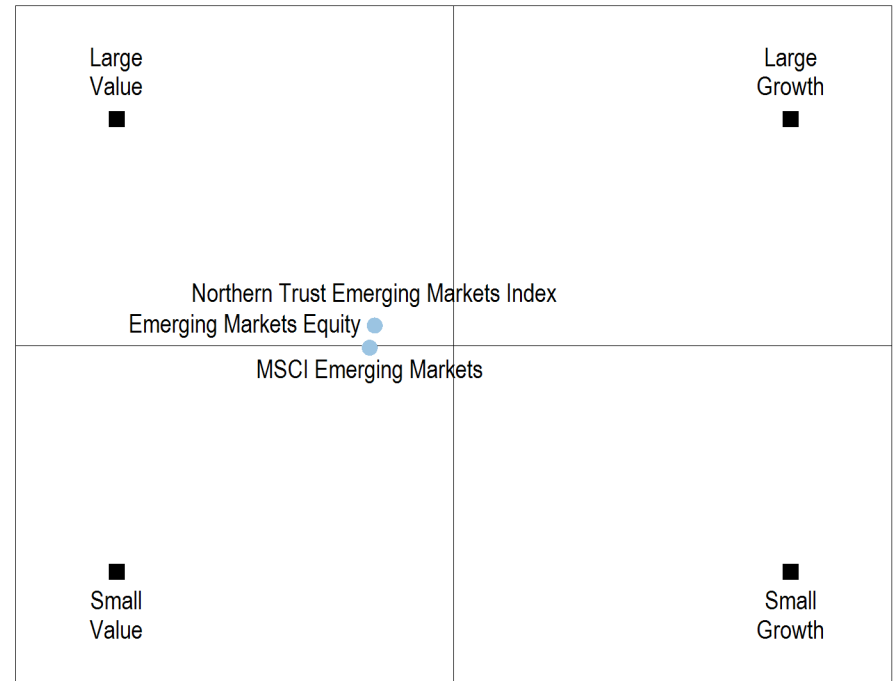 Large
Value
Large
Growth
Northern Trust Emerging Markets Index
Emerging Markets Equity
MSCI Emerging Markets
Small
Value
Small
Growth